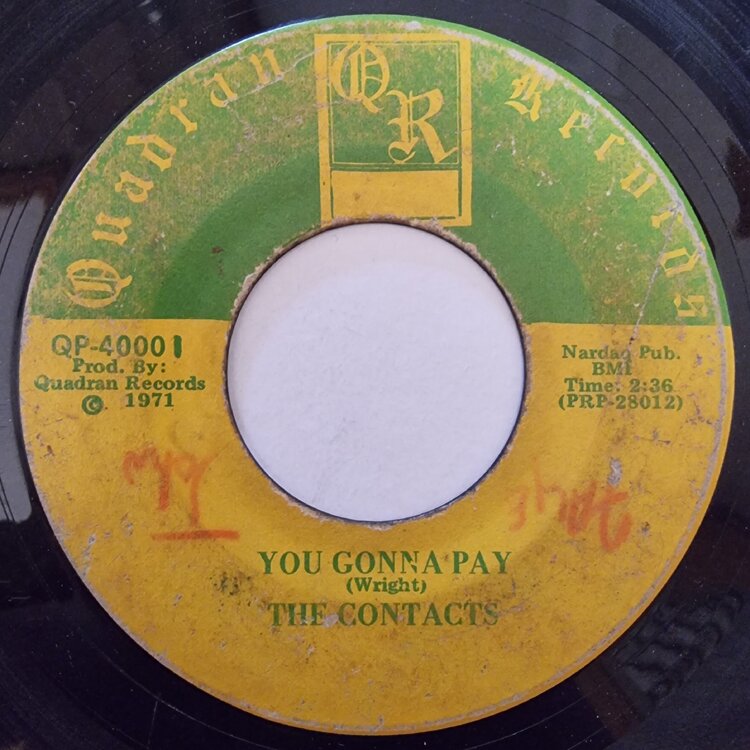 Quadran Records
QR
QP-40001
Prod. By:
Quadran Records
© 1971
Nardaq Pub.
BMI
Time: 2:36
(PRP-28012)
YOU GONNA PAY
(Wright)
THE CONTACTS